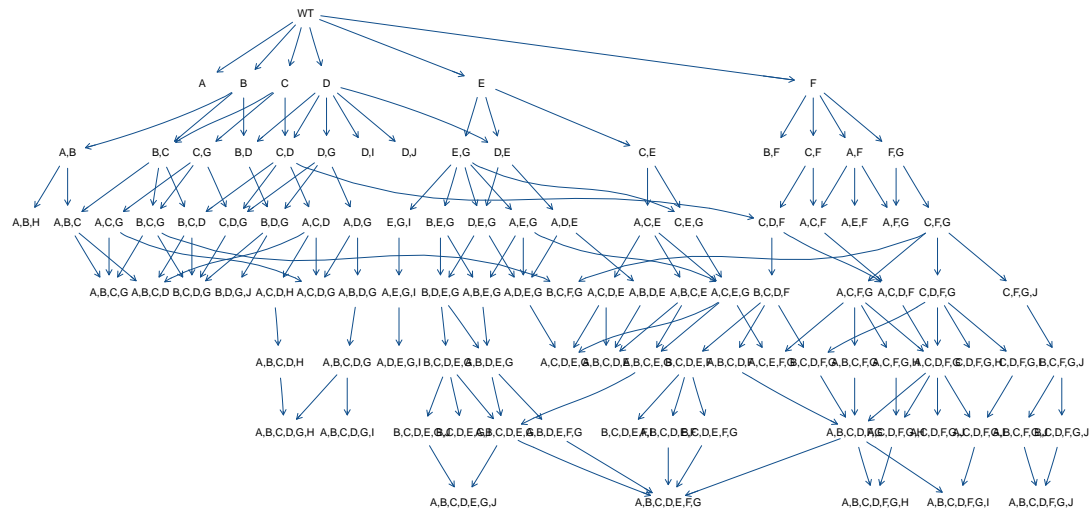 WT
A B C D E F
A,B B,C C,G B,D C,D D,G D,I D,J E,G D,E C,E B,F C,F A,F F,G
A,B,H A,B,C A,C,G B,C,G B,C,D C,D,G B,D,G A,C,D A,D,G E,G,I B,E,G D,E,G A,E,G A,D,E A,C,E C,E,G C,D,F A,C,F A,E,F A,F,G C,F,G
A,B,C,G A,B,C,D B,C,D,G B,D,G,J A,C,D,H A,C,D,G A,B,D,G A,E,G,I B,D,E,G A,B,E,G A,D,E,G B,C,F,G A,C,D,E A,B,D,E A,B,C,E A,C,E,G B,C,D,F A,C,F,G A,C,D,F C,D,F,G C,F,G,J
A,B,C,D,H A,B,C,D,G A,D,E,G,I B,C,D,E,G A,B,D,E,G A,C,D,E,G A,B,C,D,E A,B,C,E,G B,C,D,E,F A,B,C,D,F A,C,E,F,G B,C,D,F,G A,B,C,F,G A,C,F,G,H A,C,D,F,G C,D,F,G,H C,D,F,G,I B,C,F,G,J
A,B,C,D,G,H A,B,C,D,G,I B,C,D,E,G,J B,C,D,E,G,I A,B,C,D,E,G A,B,D,E,F,G B,C,D,E,F,I A,B,C,D,E,F B,C,D,E,F,G A,B,C,D,F,G A,C,D,F,G,H A,C,D,F,G,J A,C,D,F,G,I A,B,C,F,G,J B,C,D,F,G,J
A,B,C,D,E,G,J A,B,C,D,E,F,G A,B,C,D,F,G,H A,B,C,D,F,G,I A,B,C,D,F,G,J